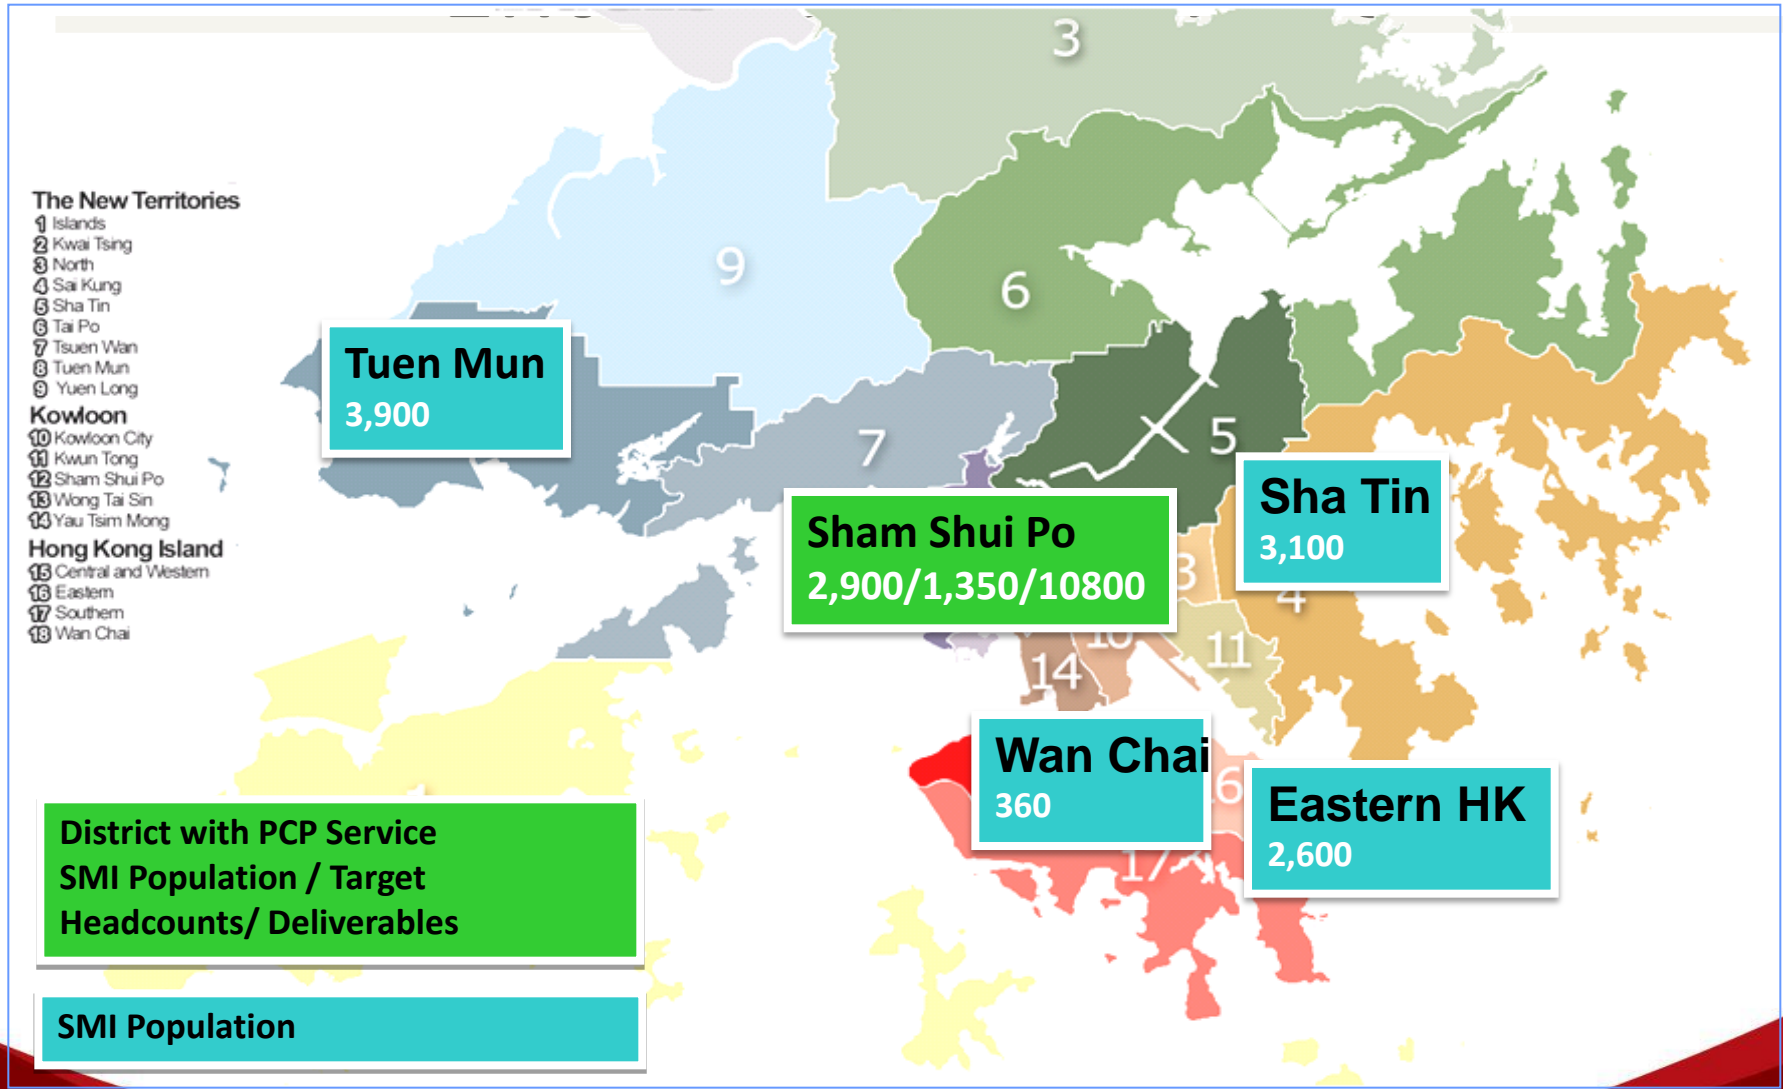 3
The New Territories
1 Islands
2 Kwai Tsing
3 North
4 Sai Kung
5 Sha Tin
6 Tai Po
7 Tsuen Wan
8 Tuen Mun
9 Yuen Long
Kowloon
10 Kowloon City
11 Kwun Tong
12 Sham Shui Po
13 Wong Tai Sin
14 Yau Tsim Mong
Hong Kong Island
15 Central and Western
16 Eastern
17 Southern
18 Wan Chai
9
6
Tuen Mun
3,900
7
5
Sha Tin
3,100
Sham Shui Po
2,900/1,350/10800
3
4
10
11
14
Wan Chai
360
16
Eastern HK
2,600
17
District with PCP Service
SMI Population / Target
Headcounts/ Deliverables
SMI Population